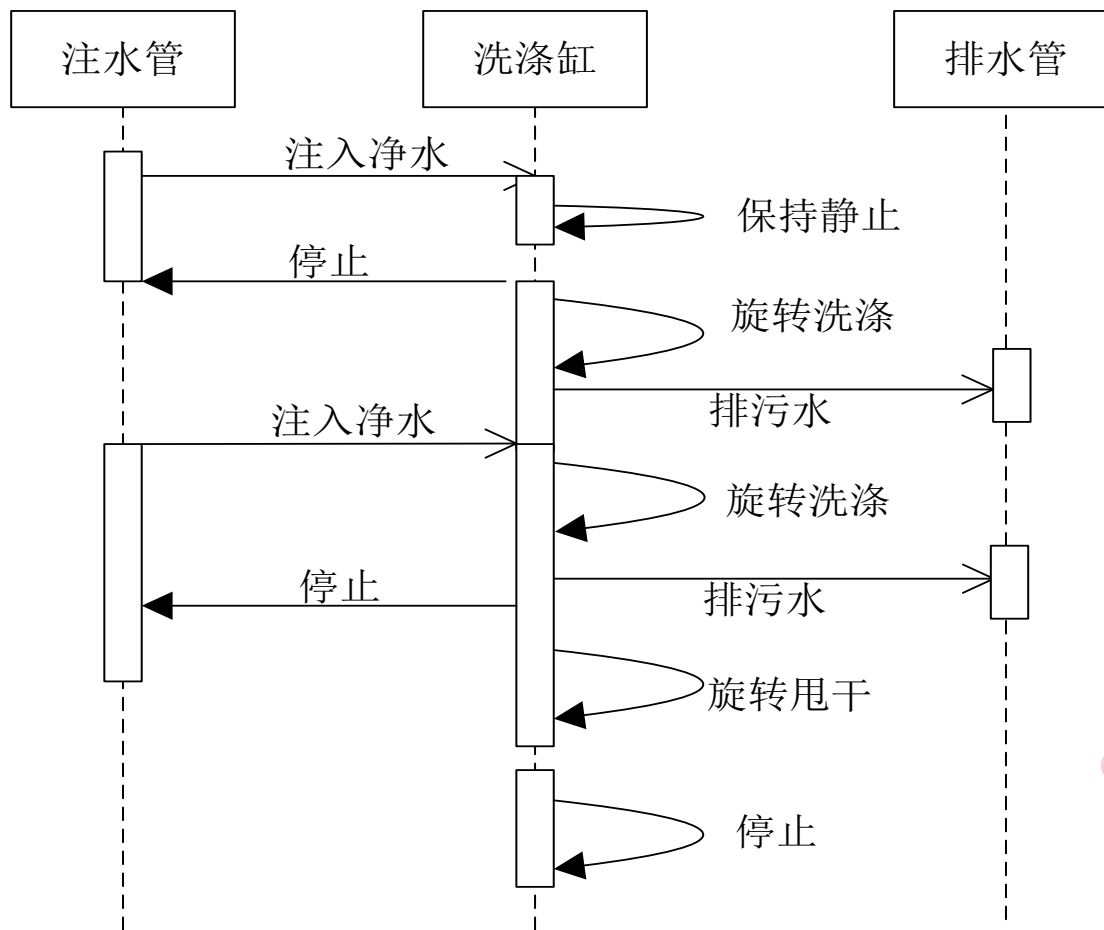 注水管
洗涤缸
排水管
注入净水
保持静止
停止
旋转洗涤
排污水
注入净水
旋转洗涤
停止
排污水
旋转甩干
停止